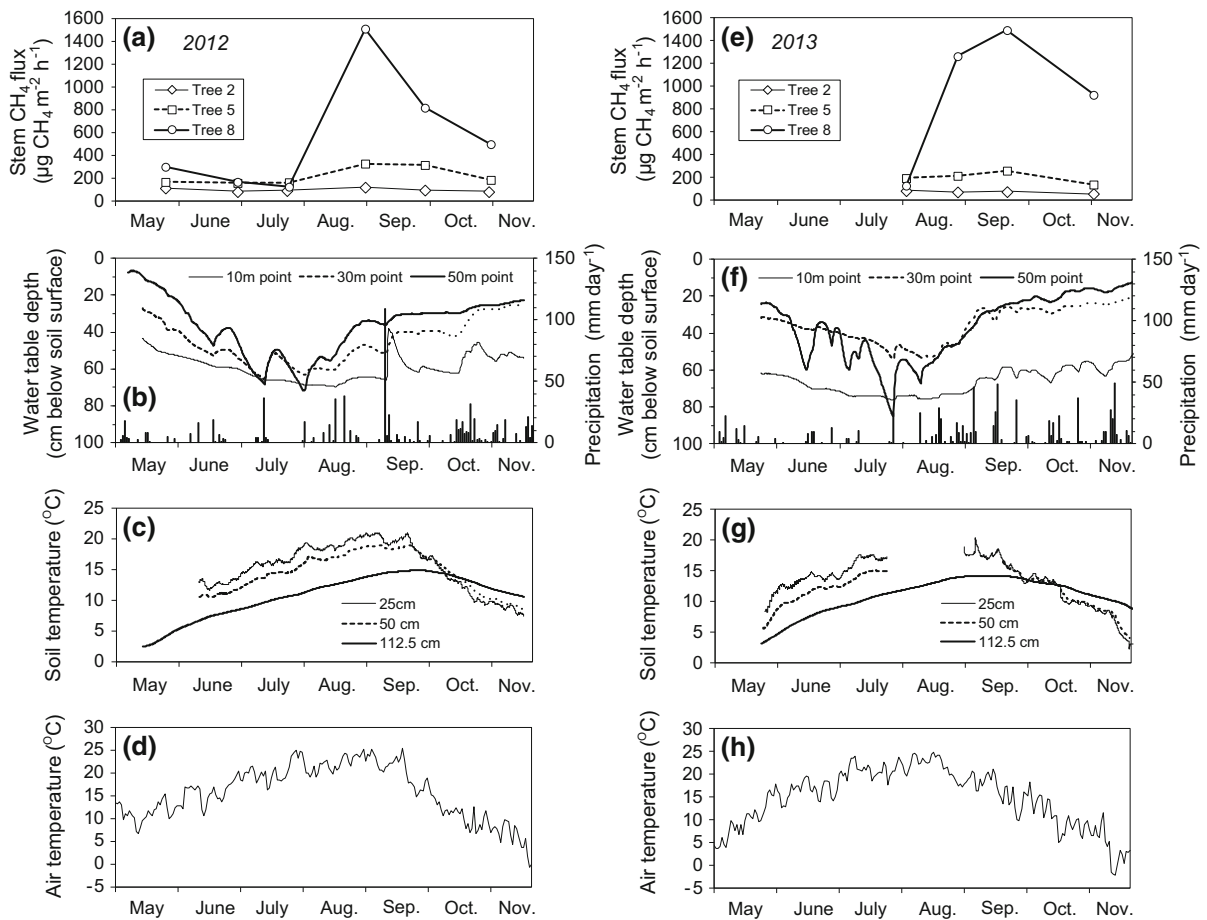 (a) 2012
Stem CH4 flux
(µg CH4 m-2 h-1)
1600
1400
1200
1000
800
600
400
200
0
Tree 2
Tree 5
Tree 8
May June July Aug. Sep. Oct. Nov.
(e) 2013
Stem CH4 flux
(µg CH4 m-2 h-1)
1600
1400
1200
1000
800
600
400
200
0
Tree 2
Tree 5
Tree 8
May June July Aug. Sep. Oct. Nov.
(b)
Water table depth
(cm below soil surface)
0
20
40
60
80
100
10m point 30m point 50m point
150
100
50
0
Precipitation (mm day-1)
May June July Aug. Sep. Oct. Nov.
(f)
Water table depth
(cm below soil surface)
0
20
40
60
80
100
10m point 30m point 50m point
150
100
50
0
Precipitation (mm day-1)
May June July Aug. Sep. Oct. Nov.
(c)
Soil temperature (OC)
25
20
15
10
5
0
25cm
50 cm
112.5 cm
May June July Aug. Sep. Oct. Nov.
(g)
Soil temperature (OC)
25
20
15
10
5
0
25cm
50 cm
112.5 cm
May June July Aug. Sep. Oct. Nov.
(d)
Air temperature (OC)
30
25
20
15
10
5
0
-5
May June July Aug. Sep. Oct. Nov.
(h)
Air temperature (OC)
30
25
20
15
10
5
0
-5
May June July Aug. Sep. Oct. Nov.